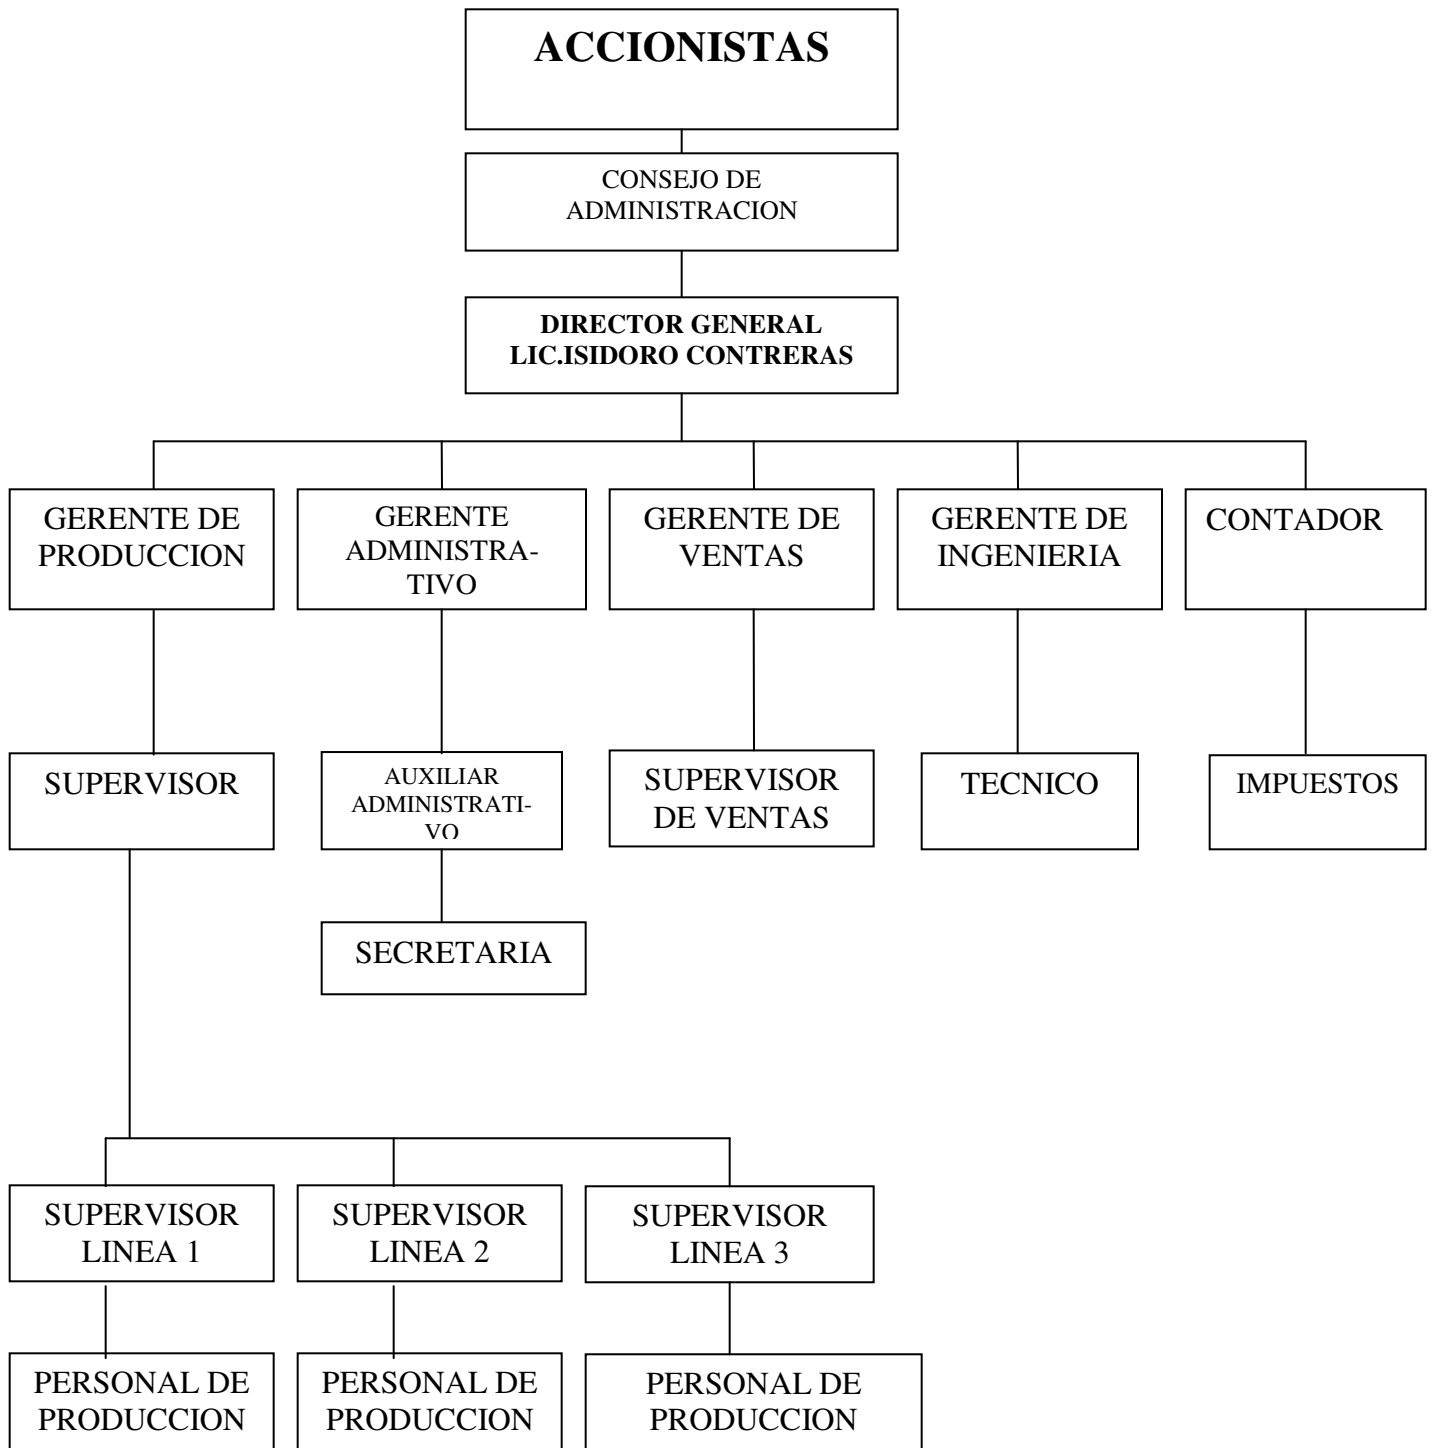 ACCIONISTAS
CONSEJO DE
ADMINISTRACION
DIRECTOR GENERAL
LIC.ISIDORO CONTRERAS
GERENTE DE
PRODUCCION
GERENTE
ADMINISTRA-
TIVO
GERENTE DE
VENTAS
GERENTE DE
INGENIERIA
CONTADOR
SUPERVISOR
AUXILIAR
ADMINISTRATI-
VO
SUPERVISOR
DE VENTAS
TECNICO
IMPUESTOS
SECRETARIA
SUPERVISOR
LINEA 1
SUPERVISOR
LINEA 2
SUPERVISOR
LINEA 3
PERSONAL DE
PRODUCCION
PERSONAL DE
PRODUCCION
PERSONAL DE
PRODUCCION